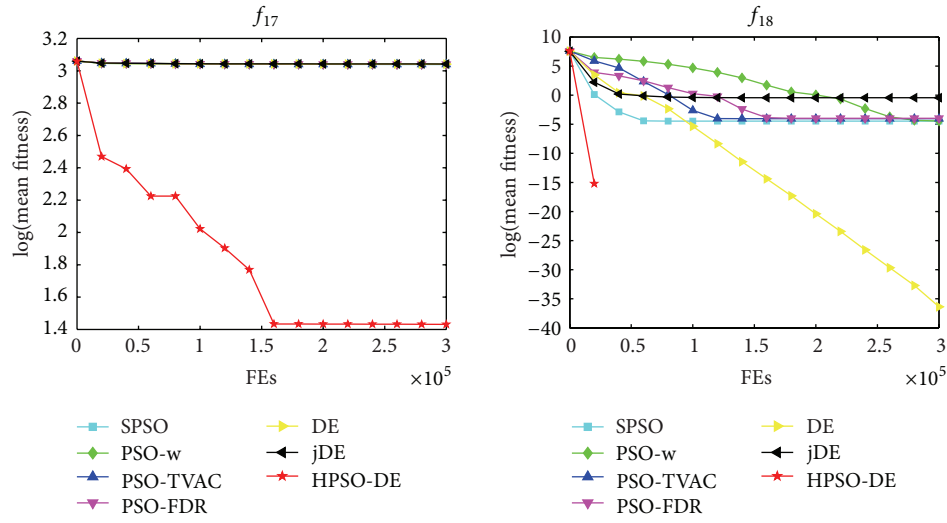 f17
log(mean fitness)
3.2
3
2.8
2.6
2.4
2.2
2
1.8
1.6
1.4
0
0.5
1
1.5
2
2.5
3
×10^5
FEs
SPSO
PSO-w
PSO-TVAC
PSO-FDR
DE
jDE
HPSO-DE
f18
log(mean fitness)
10
5
0
−5
−10
−15
−20
−25
−30
−35
−40
0
0.5
1
1.5
2
2.5
3
×10^5
FEs
SPSO
PSO-w
PSO-TVAC
PSO-FDR
DE
jDE
HPSO-DE